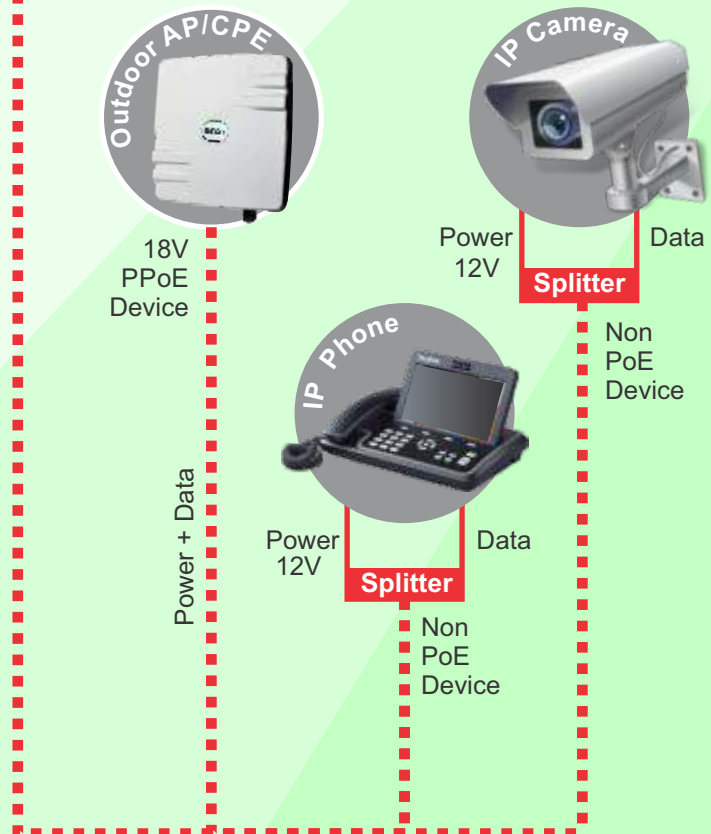 Outdoor AP/CPE
IP Camera
18V
PPoE
Device
Power
12V
Data
Splitter
Non
PoE
Device
IP Phone
Power + Data
Power
12V
Data
Splitter
Non
PoE
Device